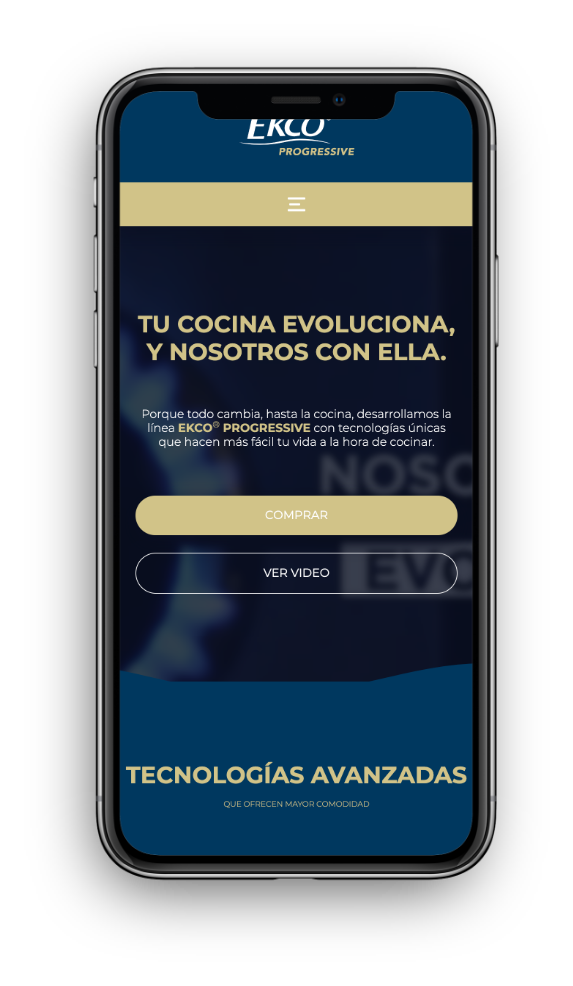 EKCO
PROGRESSIVE
TU COCINA EVOLUCIONA,
Y NOSOTROS CON ELLA.
Porque todo cambia, hasta la cocina, desarrollamos la
línea EKCO® PROGRESSIVE con tecnologías únicas
que hacen más fácil tu vida a la hora de cocinar.
NOSO
COMPRAR
VER VIDEO
EVO
TECNOLOGÍAS AVANZADAS
QUE OFRECEN MAYOR COMODIDAD